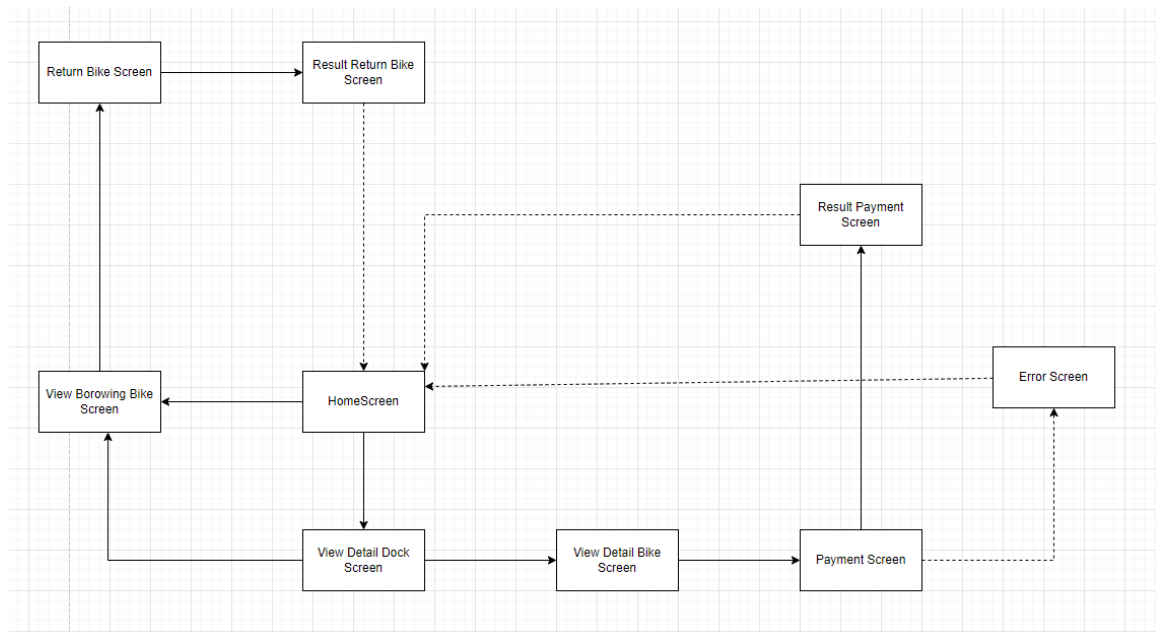 Return Bike Screen
Result Return Bike
Screen
Result Payment
Screen
Error Screen
View Borowing Bike
Screen
HomeScreen
View Detail Dock
Screen
View Detail Bike
Screen
Payment Screen